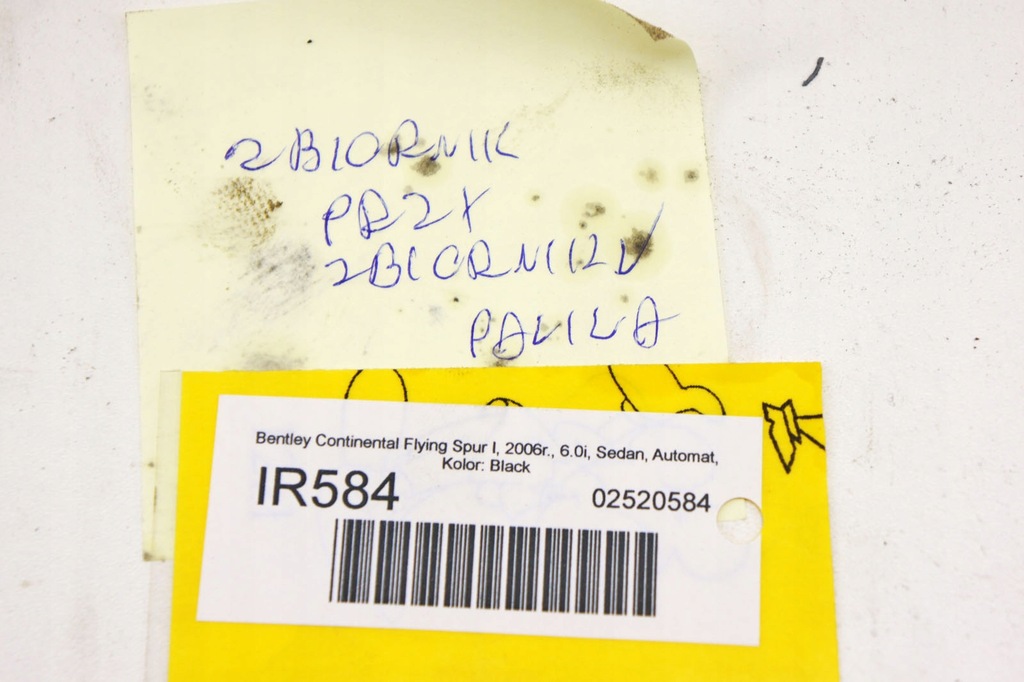 ZBIORNIK
PRZY
ZBIORNIKU
PALIWA
Bentley Continental Flying Spur I, 2006r., 6.0i, Sedan, Automat,
Kolor: Black
IR584
02520584